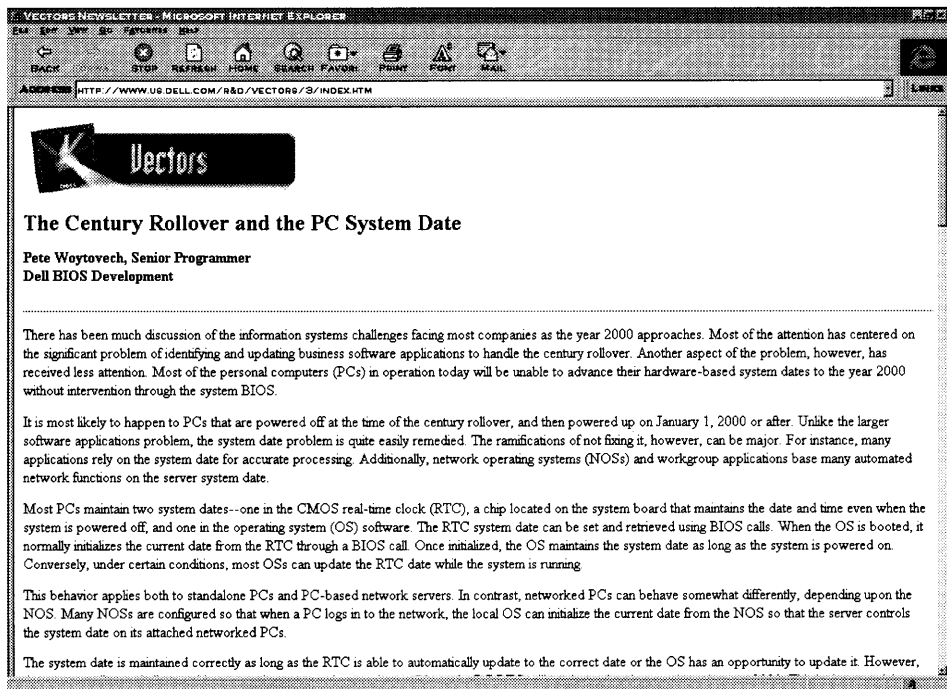 VECTORS NEWSLETTER - MICROSOFT INTERNET EXPLORER
FILE EDIT VIEW GO FAVORITES HELP
BACK STOP REFRESH HOME SEARCH FAVOR PRINT FONT MAIL
ADDRESS HTTP://WWW.US.DELL.COM/R&D/VECTORS/3/INDEX.HTM LINKS
Vectors
The Century Rollover and the PC System Date
Pete Woytovech, Senior Programmer
Dell BIOS Development
There has been much discussion of the information systems challenges facing most companies as the year 2000 approaches. Most of the attention has centered on
the significant problem of identifying and updating business software applications to handle the century rollover. Another aspect of the problem, however, has
received less attention. Most of the personal computers (PCs) in operation today will be unable to advance their hardware-based system dates to the year 2000
without intervention through the system BIOS.
It is most likely to happen to PCs that are powered off at the time of the century rollover, and then powered up on January 1, 2000 or after. Unlike the larger
software applications problem, the system date problem is quite easily remedied. The ramifications of not fixing it, however, can be major. For instance, many
applications rely on the system date for accurate processing. Additionally, network operating systems (NOSs) and workgroup applications base many automated
network functions on the server system date.
Most PCs maintain two system dates--one in the CMOS real-time clock (RTC), a chip located on the system board that maintains the date and time even when the
system is powered off, and one in the operating system (OS) software. The RTC system date can be set and retrieved using BIOS calls. When the OS is booted, it
normally initializes the current date from the RTC through a BIOS call. Once initialized, the OS maintains the system date as long as the system is powered on.
Conversely, under certain conditions, most OSs can update the RTC date while the system is running.
This behavior applies both to standalone PCs and PC-based network servers. In contrast, networked PCs can behave somewhat differently, depending upon the
NOS. Many NOSs are configured so that when a PC logs in to the network, the local OS can initialize the current date from the NOS so that the server controls
the system date on its attached networked PCs.
The system date is maintained correctly as long as the RTC is able to automatically update to the correct date or the OS has an opportunity to update it. However,